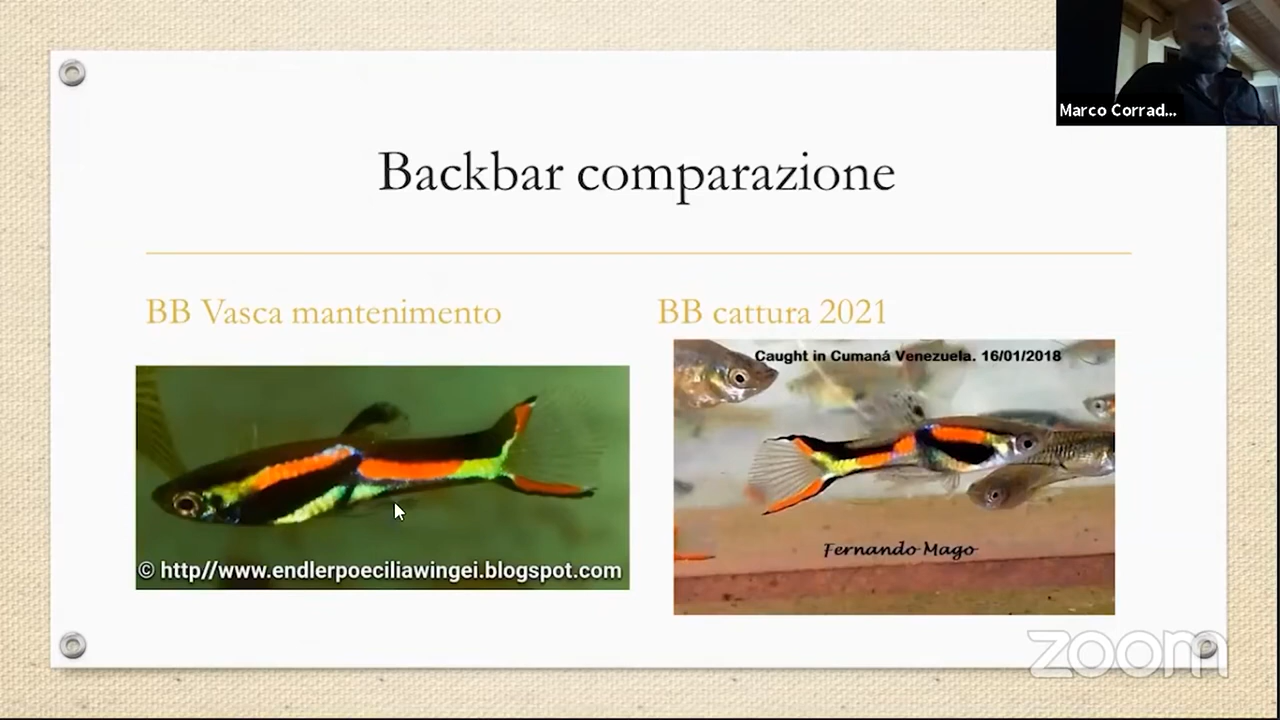 Marco Corrad...
Backbar comparazione
BB Vasca mantenimento
BB cattura 2021
Caught in Cumaná Venezuela. 16/01/2018
Fernando Mago
© http//www.endlerpoeciliawingei.blogspot.com
zoom